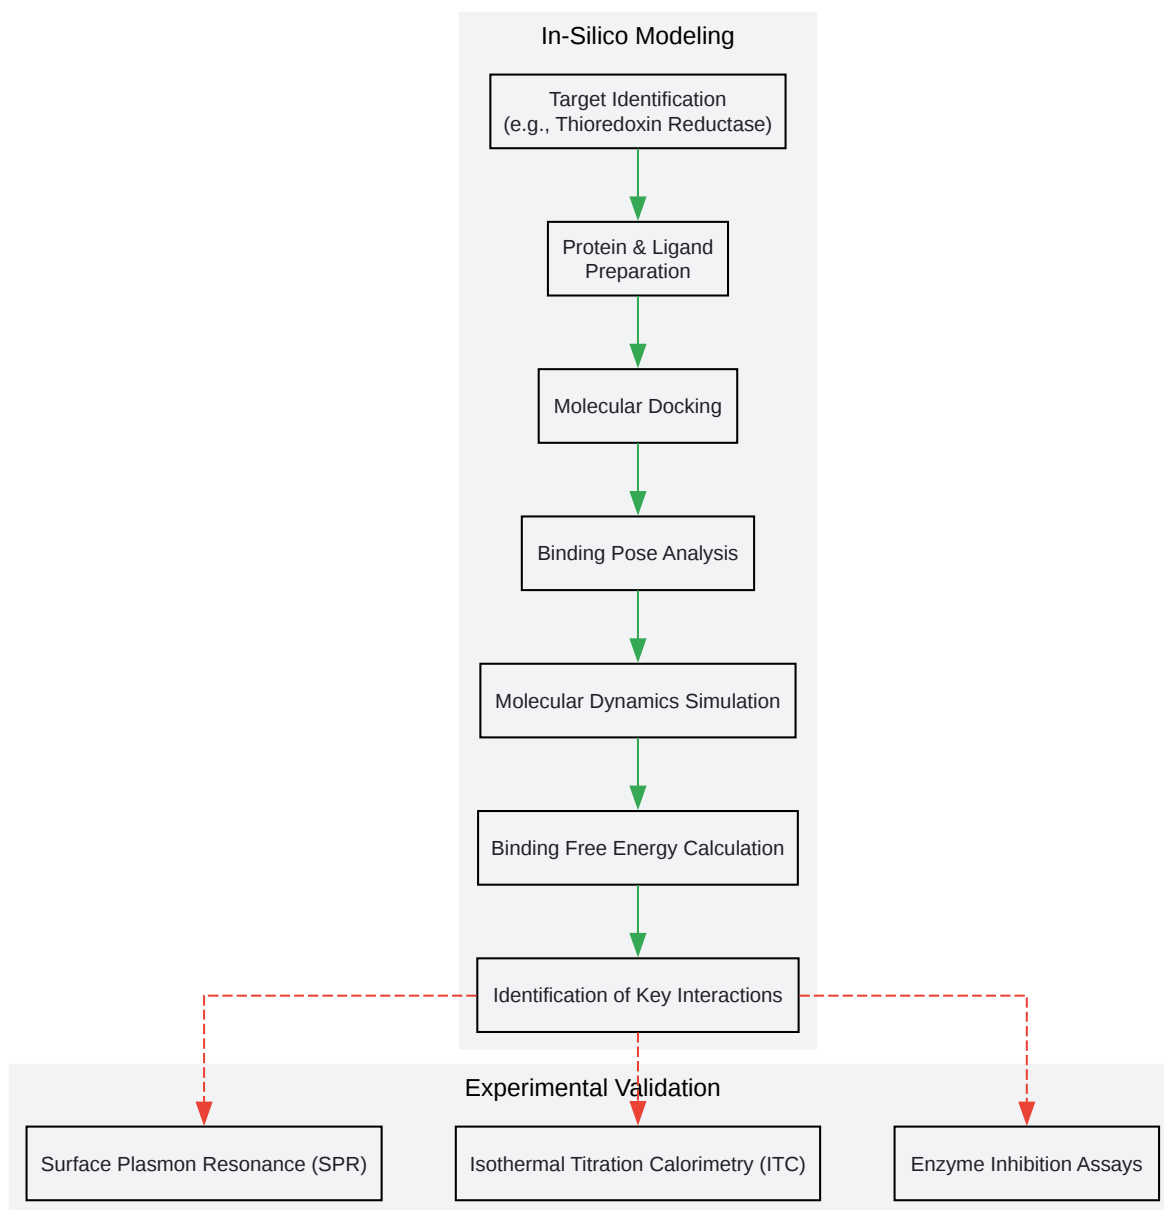 In-Silico Modeling
Target Identification
(e.g., Thioredoxin Reductase)
Protein & Ligand
Preparation
Molecular Docking
Binding Pose Analysis
Molecular Dynamics Simulation
Binding Free Energy Calculation
Identification of Key Interactions
Experimental Validation
Surface Plasmon Resonance (SPR)
Isothermal Titration Calorimetry (ITC)
Enzyme Inhibition Assays